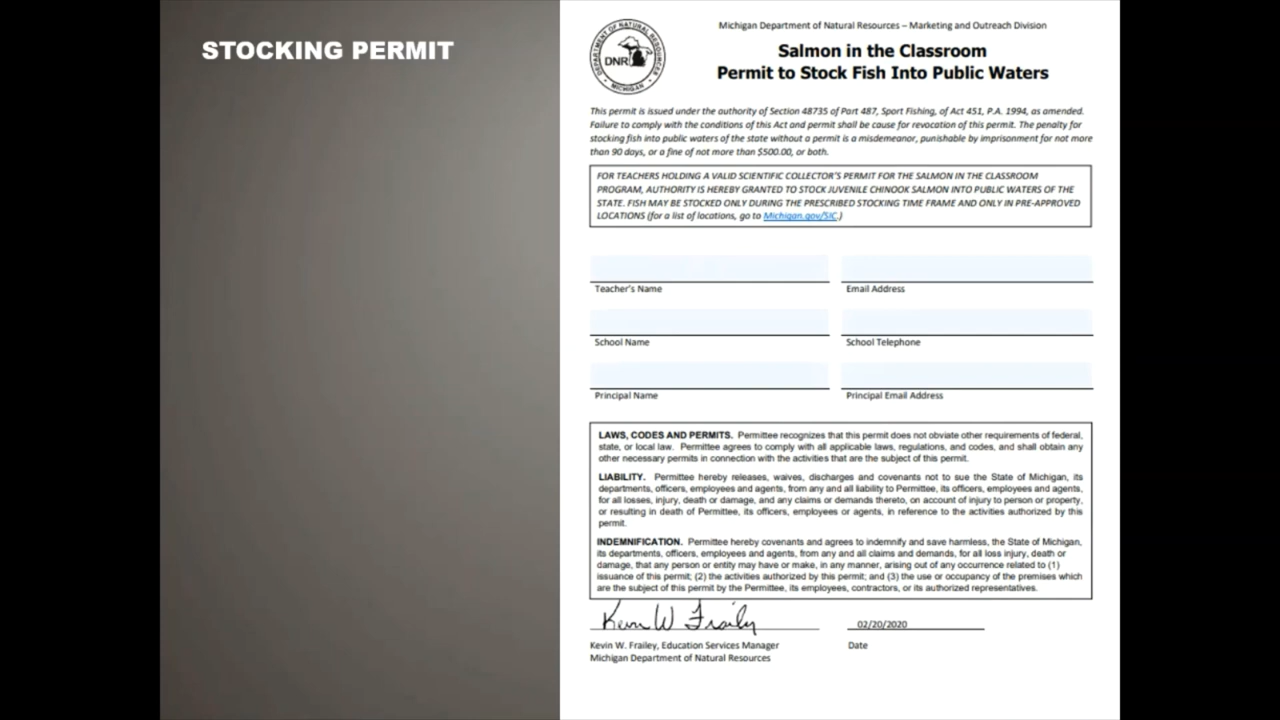 STOCKING PERMIT
DEPARTMENT OF NATURAL RESOURCES
DNR
MICHIGAN
Michigan Department of Natural Resources – Marketing and Outreach Division
Salmon in the Classroom
Permit to Stock Fish Into Public Waters
This permit is issued under the authority of Section 48735 of Part 487, Sport Fishing, of Act 451, P.A. 1994, as amended.
Failure to comply with the conditions of this Act and permit shall be cause for revocation of this permit. The penalty for
stocking fish into public waters of the state without a permit is a misdemeanor, punishable by imprisonment for not more
than 90 days, or a fine of not more than $500.00, or both.
FOR TEACHERS HOLDING A VALID SCIENTIFIC COLLECTOR'S PERMIT FOR THE SALMON IN THE CLASSROOM
PROGRAM, AUTHORITY IS HEREBY GRANTED TO STOCK JUVENILE CHINOOK SALMON INTO PUBLIC WATERS OF THE
STATE. FISH MAY BE STOCKED ONLY DURING THE PRESCRIBED STOCKING TIME FRAME AND ONLY IN PRE-APPROVED
LOCATIONS (for a list of locations, go to Michigan.gov/SIC.)
Teacher's Name
Email Address
School Name
School Telephone
Principal Name
Principal Email Address
LAWS, CODES AND PERMITS. Permittee recognizes that this permit does not obviate other requirements of federal,
state, or local law. Permittee agrees to comply with all applicable laws, regulations, and codes, and shall obtain any
other necessary permits in connection with the activities that are the subject of this permit.
LIABILITY. Permittee hereby releases, waives, discharges and covenants not to sue the State of Michigan, its
departments, officers, employees and agents, from any and all liability to Permittee, its officers, employees and agents,
for all losses, injury, death or damage, and any claims or demands thereto, on account of injury to person or property,
or resulting in death of Permittee, its officers, employees or agents, in reference to the activities authorized by this
permit.
INDEMNIFICATION. Permittee hereby covenants and agrees to indemnify and save harmless, the State of Michigan,
its departments, officers, employees and agents, from any and all claims and demands, for all loss injury, death or
damage, that any person or entity may have or make, in any manner, arising out of any occurrence related to (1)
issuance of this permit; (2) the activities authorized by this permit; and (3) the use or occupancy of the premises which
are the subject of this permit by the Permittee, its employees, contractors, or its authorized representatives.
Kevin W Frailey
02/20/2020
Kevin W. Frailey, Education Services Manager
Date
Michigan Department of Natural Resources